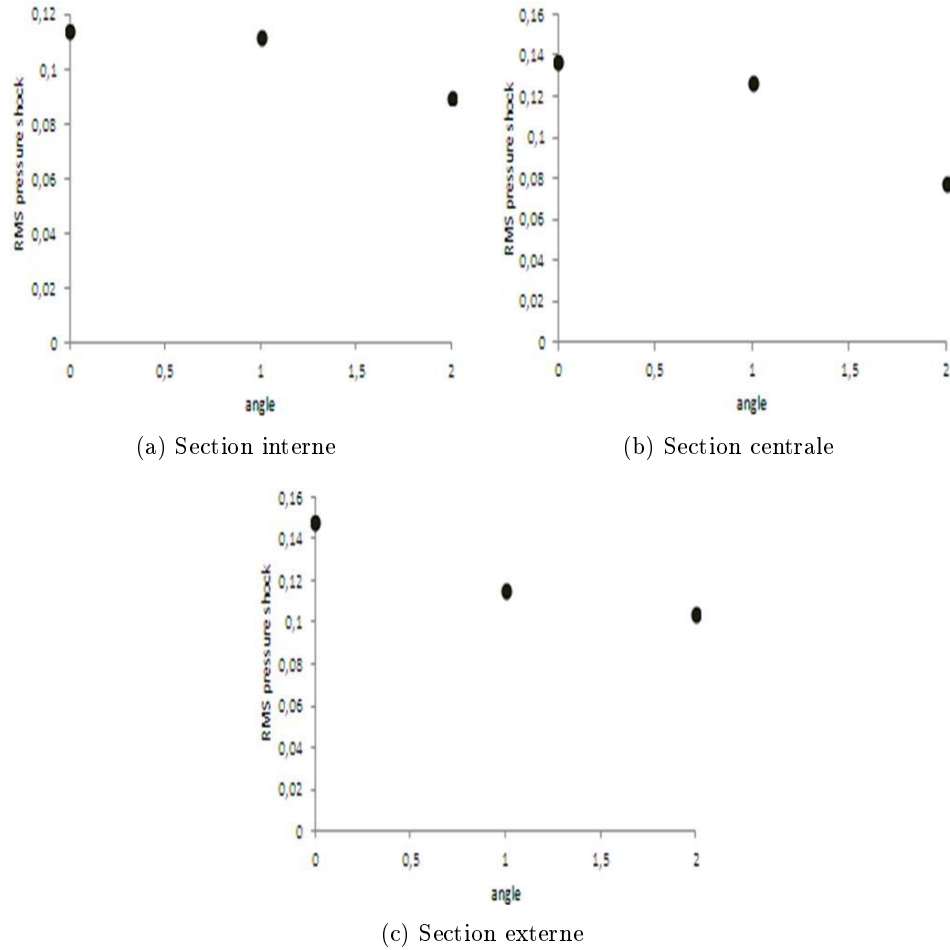 0,12
0,1
0,08
0,06
0,04
0,02
0
RMS pressure shock
0 0,5 1 1,5 2
angle
(a) Section interne
0,16
0,14
0,12
0,1
0,08
0,06
0,04
0,02
0
RMS pressure shock
0 0,5 1 1,5 2
angle
(b) Section centrale
0,16
0,14
0,12
0,1
0,08
0,06
0,04
0,02
0
RMS pressure shock
0 0,5 1 1,5 2
angle
(c) Section externe